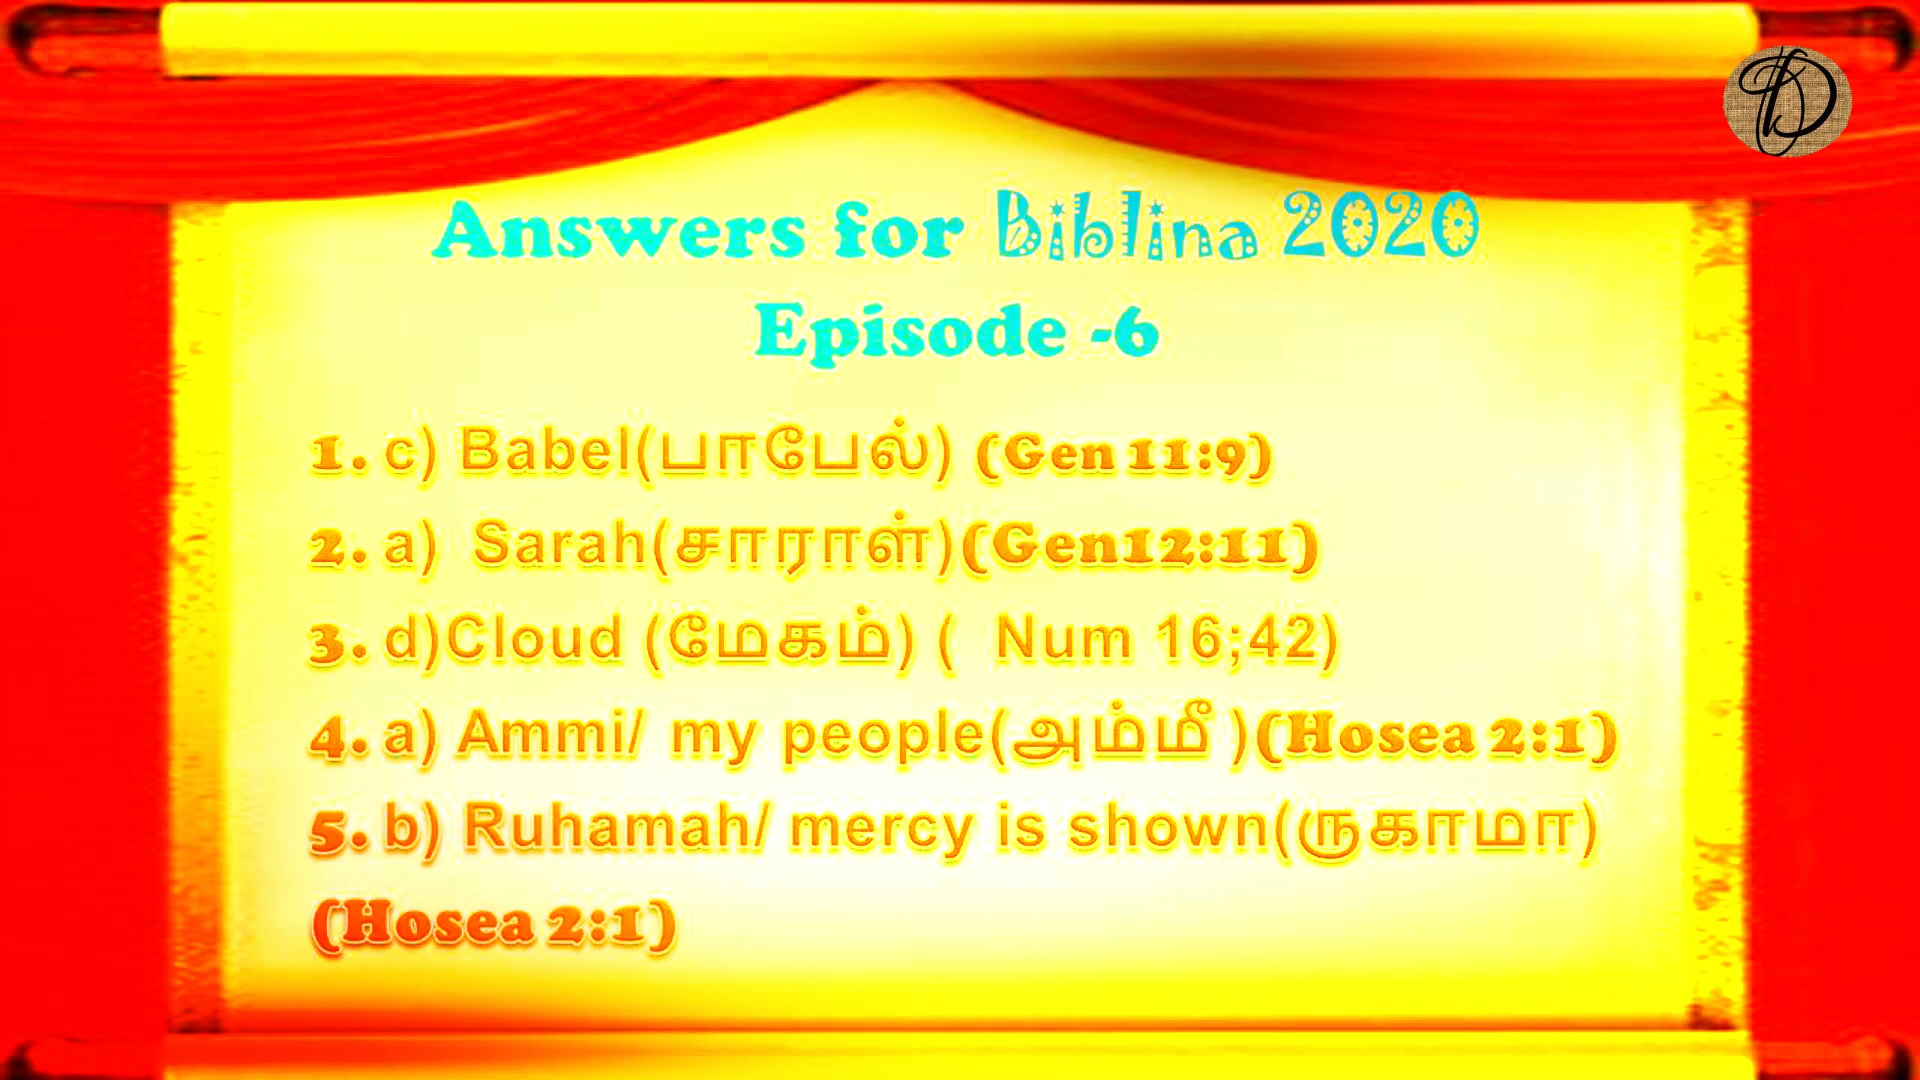 Answers for Biblina 2020
Episode -6
1. c) Babel(பாபேல்) (Gen 11:9)
2. a) Sarah(சாராள்)(Gen12:11)
3. d)Cloud (மேகம்) ( Num 16;42)
4. a) Ammi/ my people(அம்மீ )(Hosea 2:1)
5. b) Ruhamah/ mercy is shown(ருகாமா)
(Hosea 2:1)